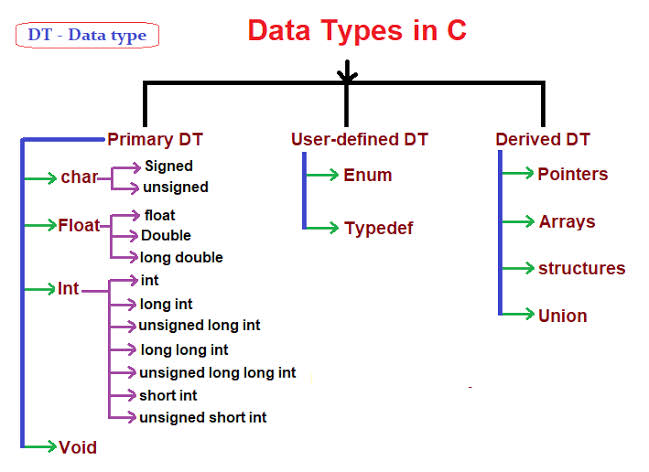 DT - Data type
Data Types in C
Primary DT
char
Signed
unsigned
Float
float
Double
long double
Int
int
long int
unsigned long int
long long int
unsigned long long int
short int
unsigned short int
Void
User-defined DT
Enum
Typedef
Derived DT
Pointers
Arrays
structures
Union